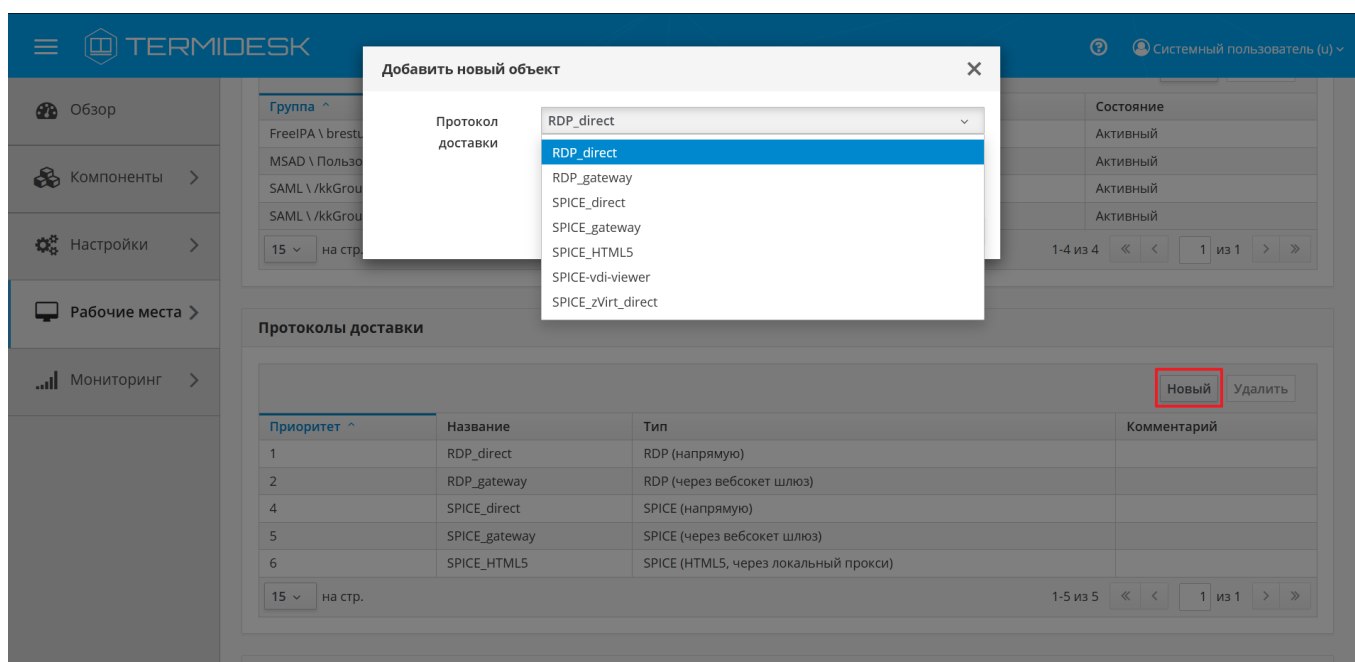 TERMIDESK
Системный пользователь (u)
Обзор
Компоненты
Настройки
Рабочие места
Мониторинг
Добавить новый объект
Протокол
доставки
RDP_direct
RDP_direct
RDP_gateway
SPICE_direct
SPICE_gateway
SPICE_HTML5
SPICE-vdi-viewer
SPICE_zVirt_direct
Группа Состояние
FreeIPA \ brestu Активный
MSAD \ Пользо Активный
SAML \ /kkGrou Активный
SAML \ /kkGrou Активный
15 на стр. 1-4 из 4 1 из 1
Протоколы доставки
Новый Удалить
Приоритет Название Тип Комментарий
1 RDP_direct RDP (напрямую)
2 RDP_gateway RDP (через вебсокет шлюз)
4 SPICE_direct SPICE (напрямую)
5 SPICE_gateway SPICE (через вебсокет шлюз)
6 SPICE_HTML5 SPICE (HTML5, через локальный прокси)
15 на стр. 1-5 из 5 1 из 1